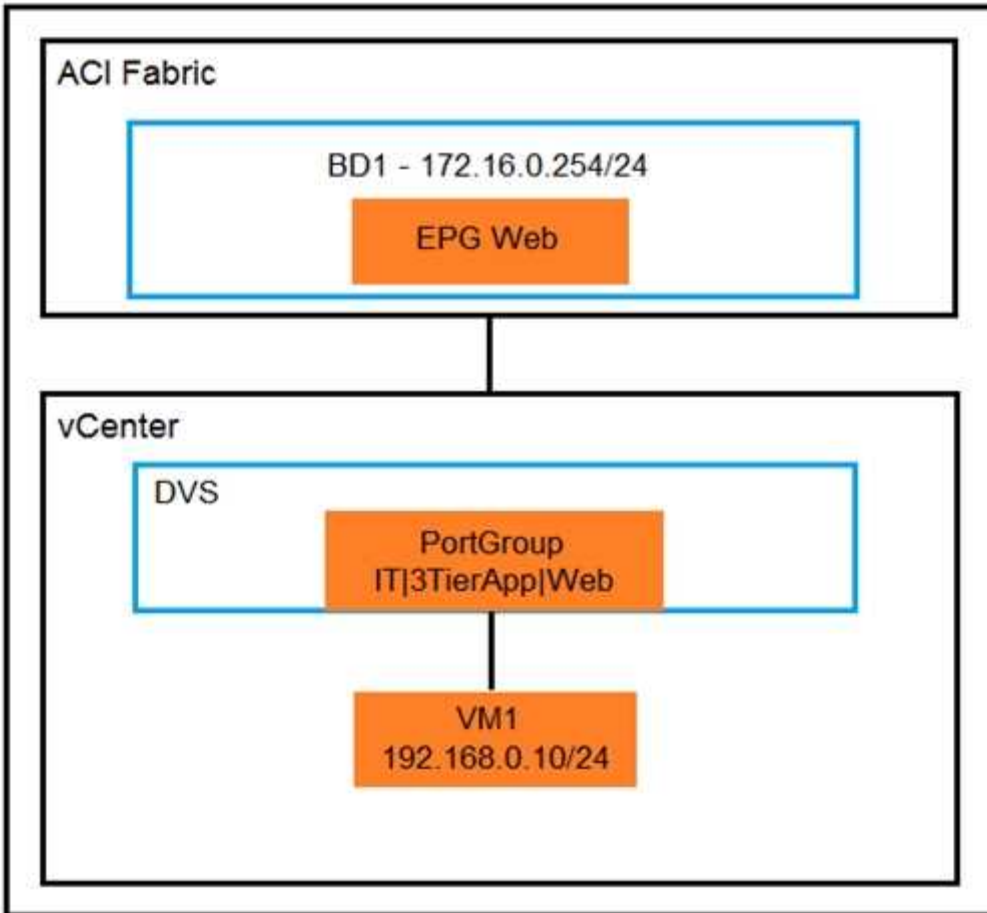 ACI Fabric
BD1 - 172.16.0.254/24
EPG Web
vCenter
DVS
PortGroup
IT|3TierApp|Web
VM1
192.168.0.10/24